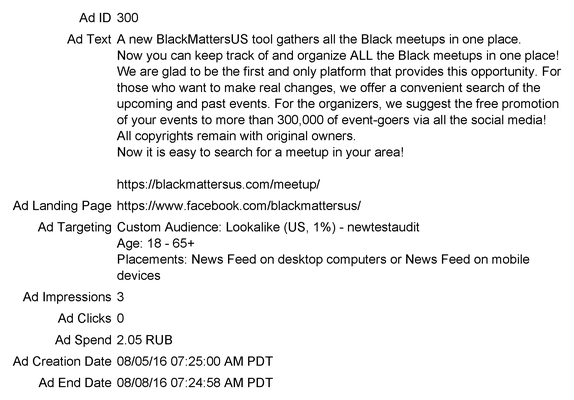 Ad ID 300
Ad Text A new BlackMattersUS tool gathers all the Black meetups in one place.
Now you can keep track of and organize ALL the Black meetups in one place!
We are glad to be the first and only platform that provides this opportunity. For
those who want to make real changes, we offer a convenient search of the
upcoming and past events. For the organizers, we suggest the free promotion
of your events to more than 300,000 of event-goers via all the social media!
All copyrights remain with original owners.
Now it is easy to search for a meetup in your area!
https://blackmattersus.com/meetup/
Ad Landing Page https://www.facebook.com/blackmattersus/
Ad Targeting Custom Audience: Lookalike (US, 1%) - newtestaudit
Age: 18 - 65+
Placements: News Feed on desktop computers or News Feed on mobile
devices
Ad Impressions 3
Ad Clicks 0
Ad Spend 2.05 RUB
Ad Creation Date 08/05/16 07:25:00 AM PDT
Ad End Date 08/08/16 07:24:58 AM PDT